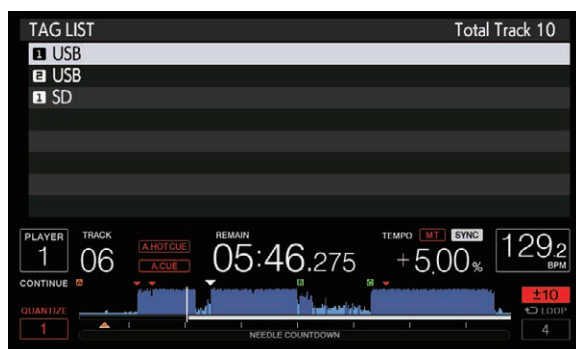 TAG LIST Total Track 10
1 USB
2 USB
1 SD
PLAYER TRACK REMAIN TEMPO MT SYNC
1 06 A.HOT CUE A.CUE 05:46.275 +5.00% 129.2 BPM
CONTINUE A B C
±10
QUANTIZE LOOP
1 NEEDLE COUNTDOWN 4